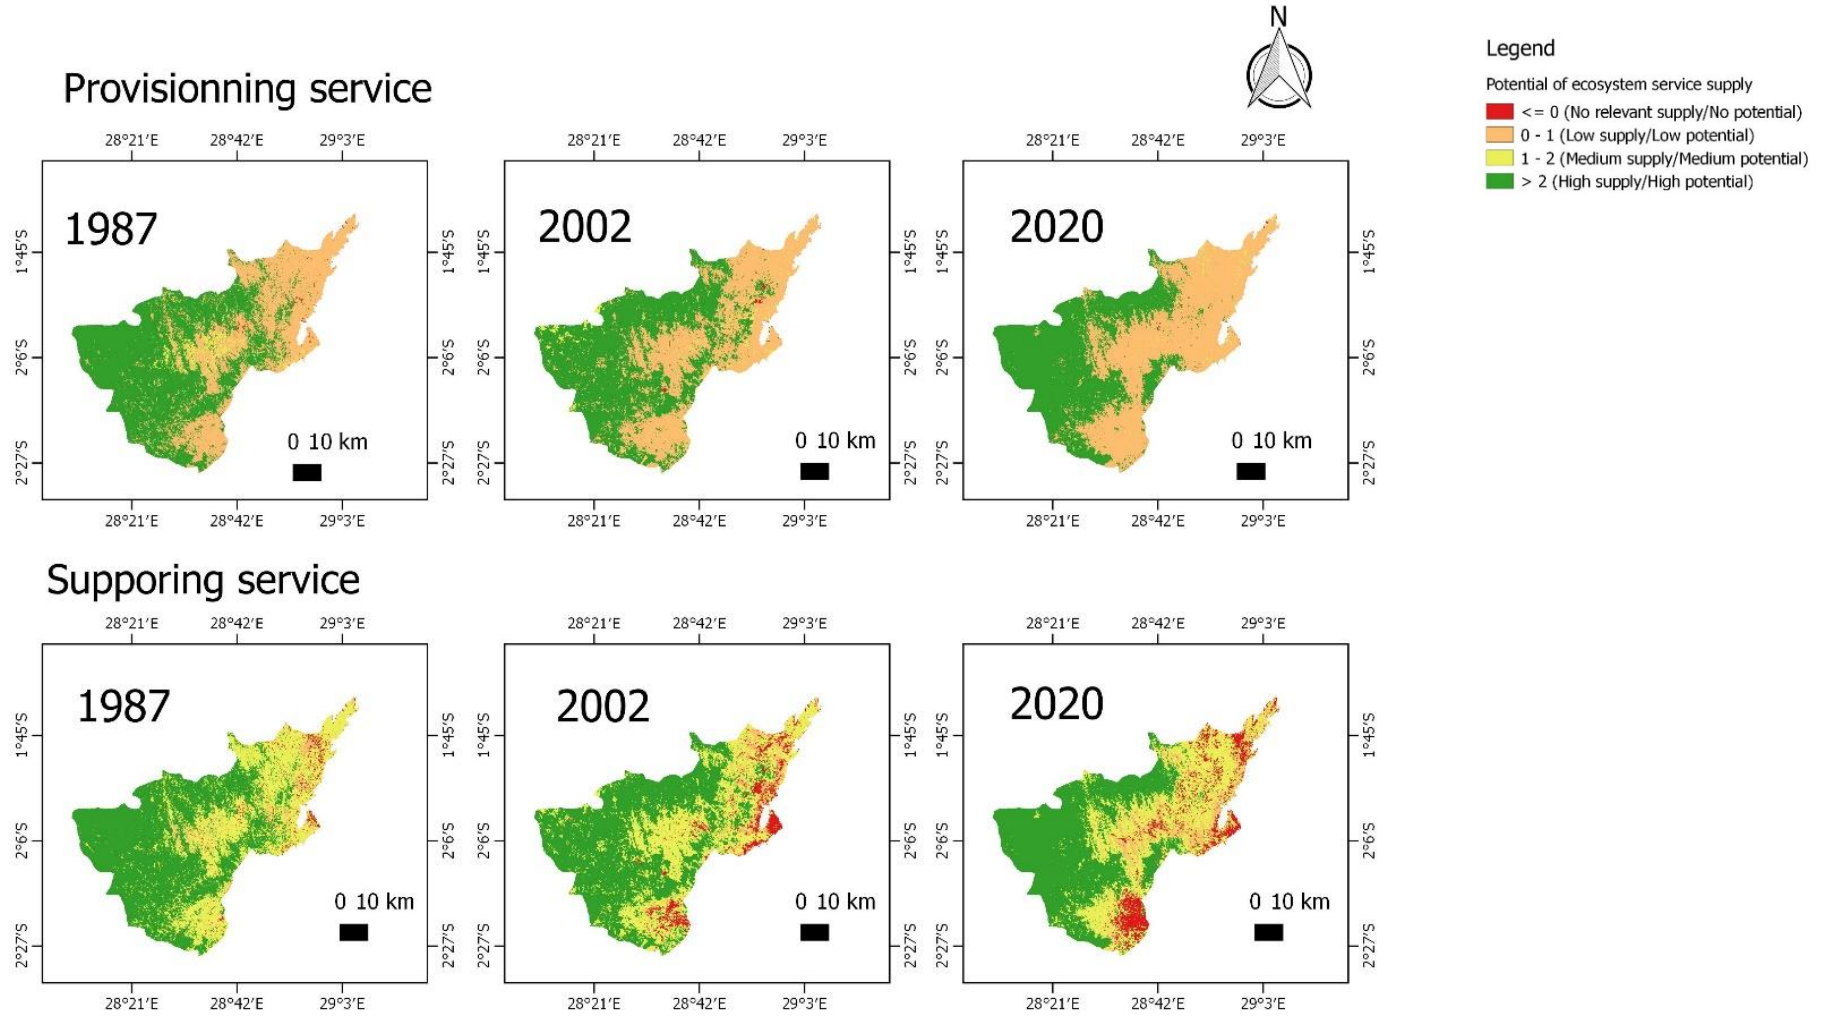 N
Legend
Potential of ecosystem service supply
<= 0 (No relevant supply/No potential)
0 - 1 (Low supply/Low potential)
1 - 2 (Medium supply/Medium potential)
> 2 (High supply/High potential)
Provisionning service
28°21'E 28°42'E 29°3'E
28°21'E 28°42'E 29°3'E
28°21'E 28°42'E 29°3'E
1987
2002
2020
1°45'S 1°45'S 1°45'S 1°45'S 1°45'S 1°45'S
2°6'S 2°6'S 2°6'S 2°6'S 2°6'S 2°6'S
0 10 km
0 10 km
0 10 km
2°27'S 2°27'S 2°27'S 2°27'S 2°27'S 2°27'S
28°21'E 28°42'E 29°3'E
28°21'E 28°42'E 29°3'E
28°21'E 28°42'E 29°3'E
Supporing service
28°21'E 28°42'E 29°3'E
28°21'E 28°42'E 29°3'E
28°21'E 28°42'E 29°3'E
1987
2002
2020
1°45'S 1°45'S 1°45'S 1°45'S 1°45'S 1°45'S
2°6'S 2°6'S 2°6'S 2°6'S 2°6'S 2°6'S
0 10 km
0 10 km
0 10 km
2°27'S 2°27'S 2°27'S 2°27'S 2°27'S 2°27'S
28°21'E 28°42'E 29°3'E
28°21'E 28°42'E 29°3'E
28°21'E 28°42'E 29°3'E